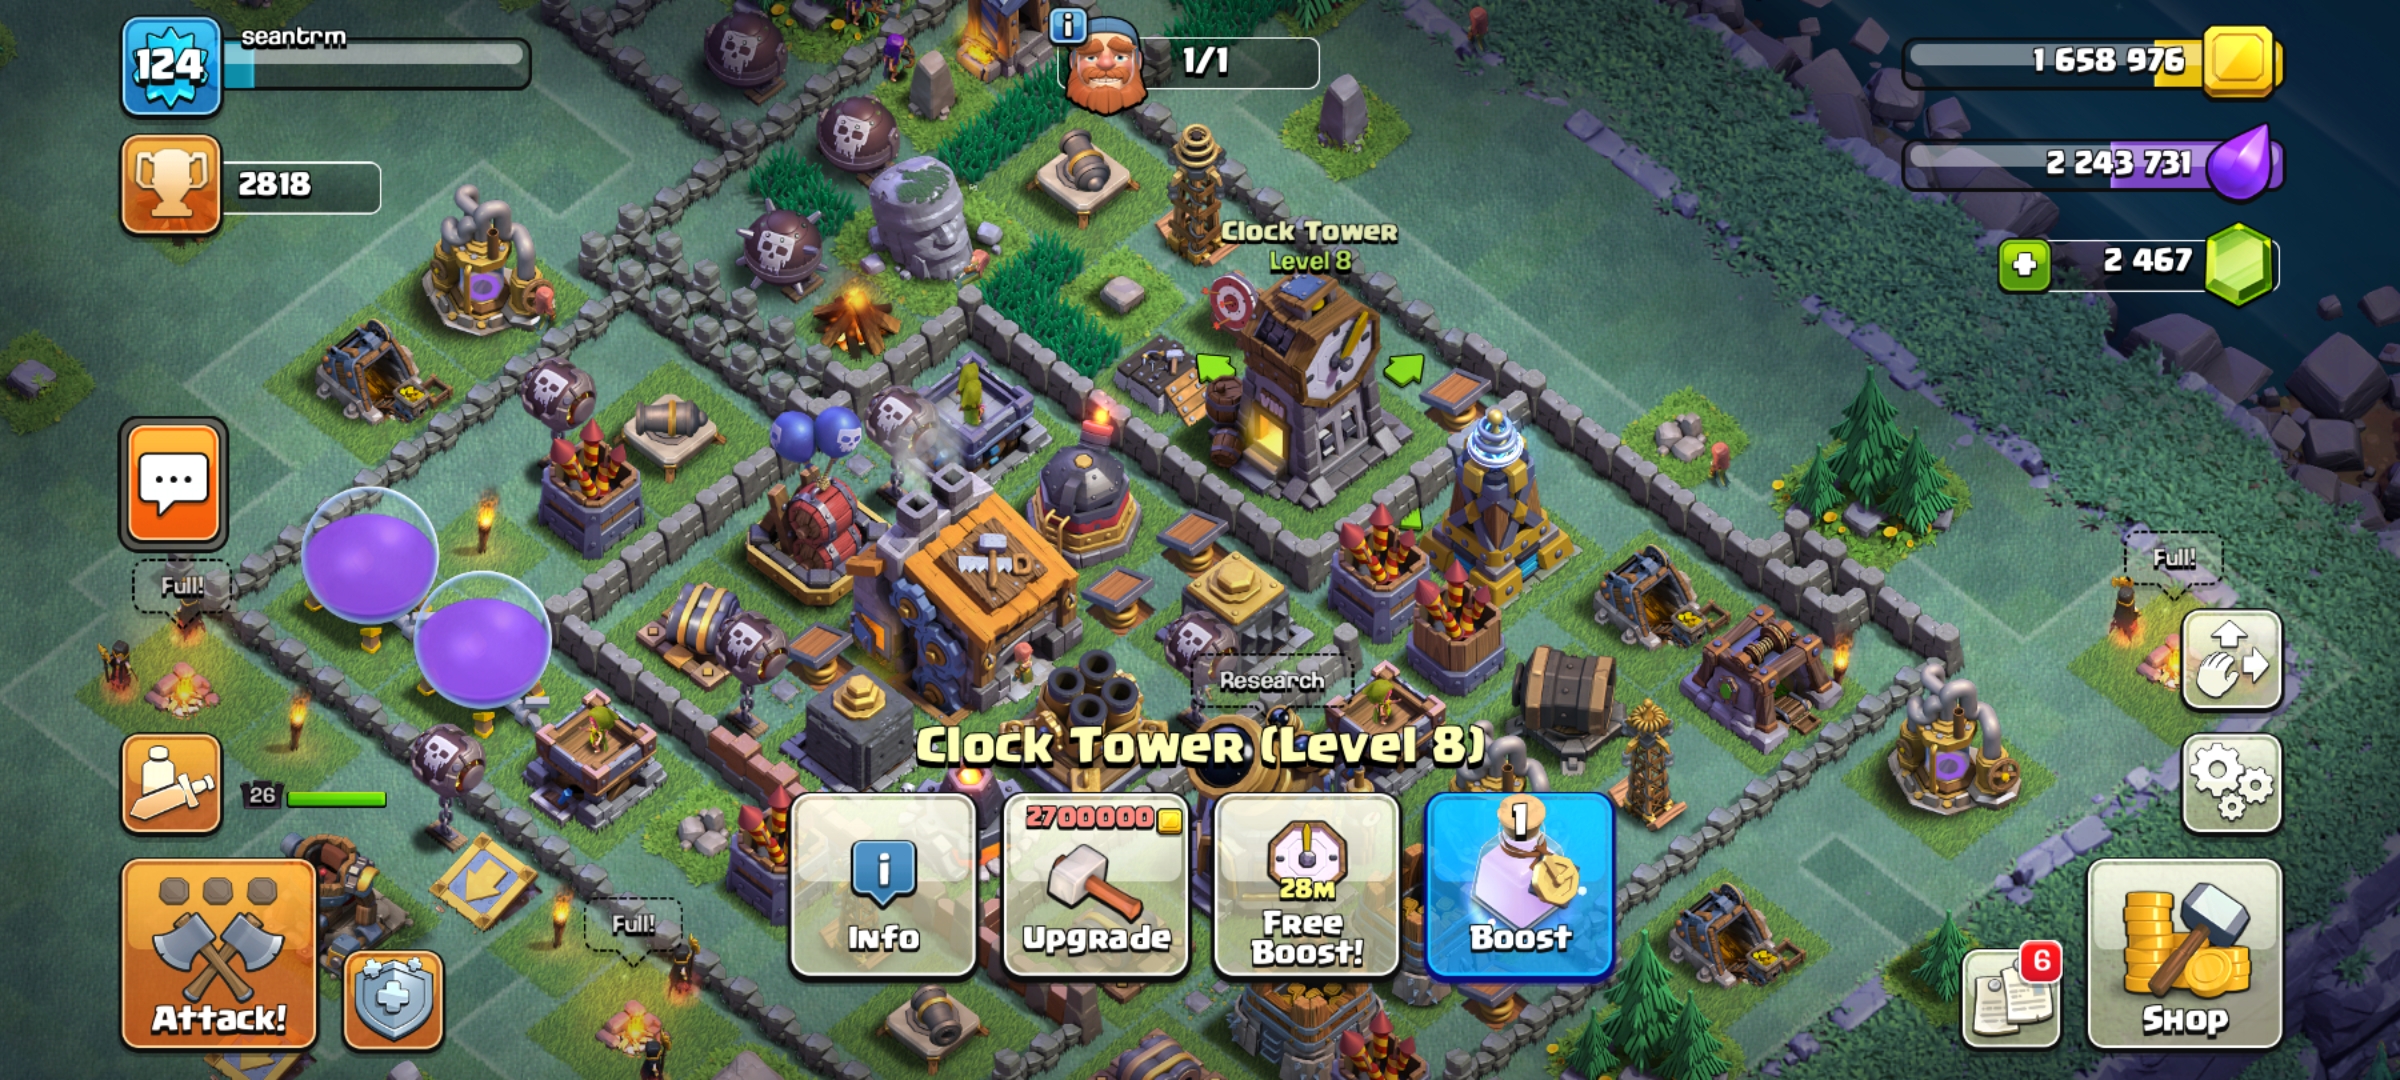 124
seantrm
1/1
1 658 976
2818
2 243 731
2 467
Clock Tower
Level 8
Full!
Full!
Research
Clock Tower (Level 8)
26
2700000
1
28M
Full!
Info
Upgrade
Free
Boost!
Boost
Attack!
6
Shop